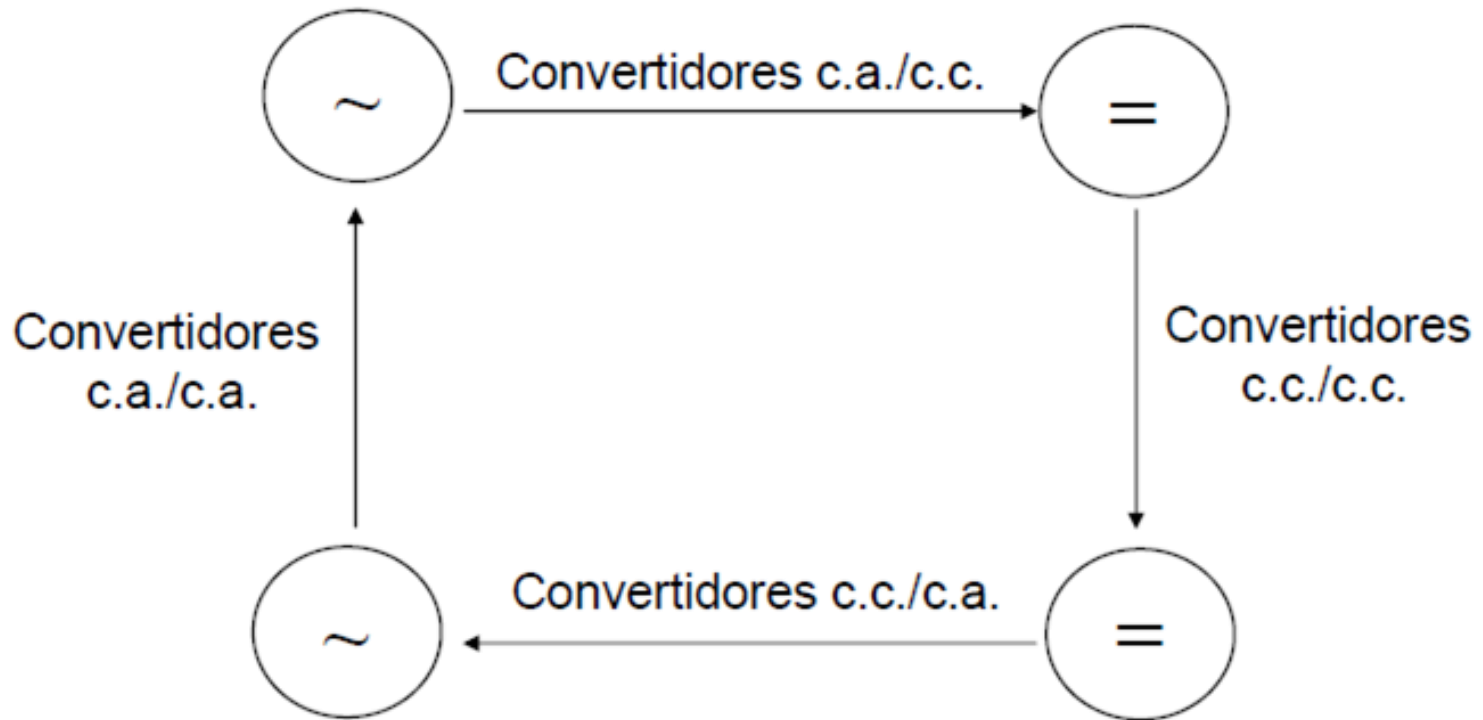 ~
Convertidores c.a./c.c.
=
Convertidores
c.a./c.a.
Convertidores
c.c./c.c.
~
Convertidores c.c./c.a.
=